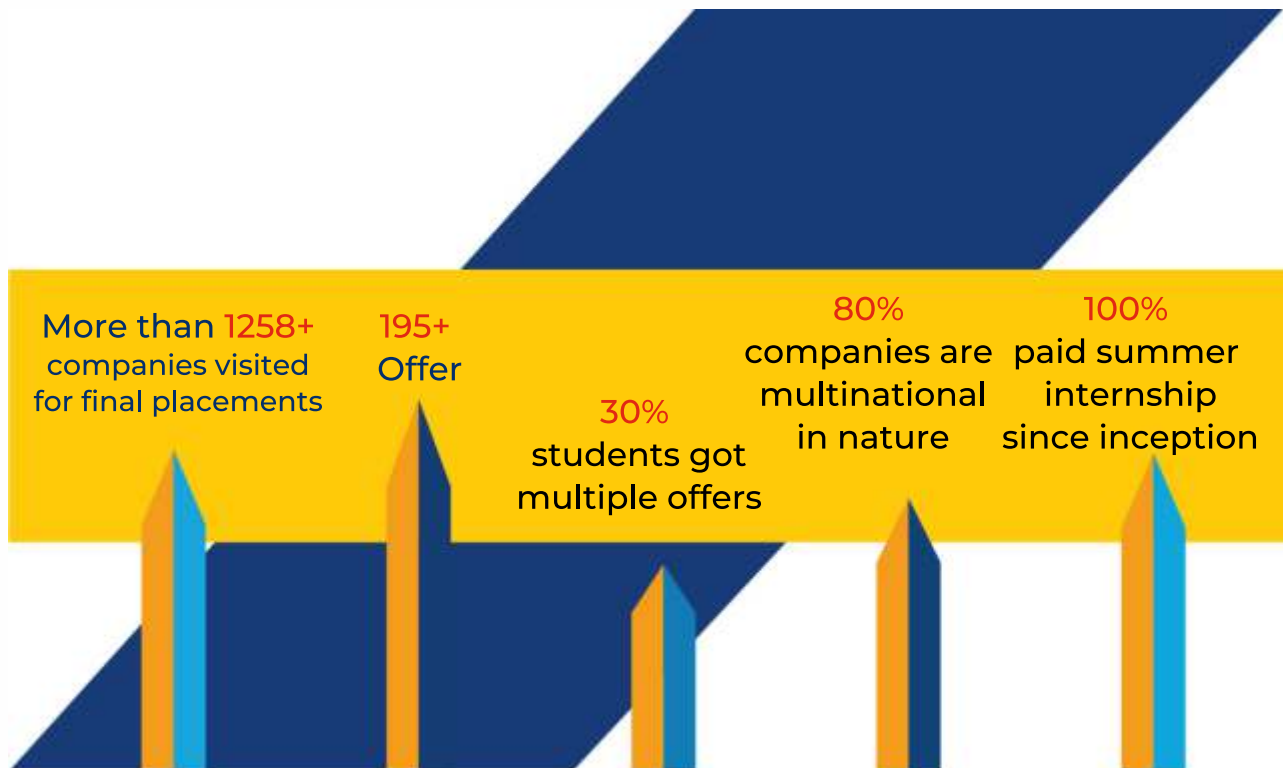 More than 1258+
companies visited
for final placements
195+
Offer
30%
students got
multiple offers
80%
companies are
multinational
in nature
100%
paid summer
internship
since inception